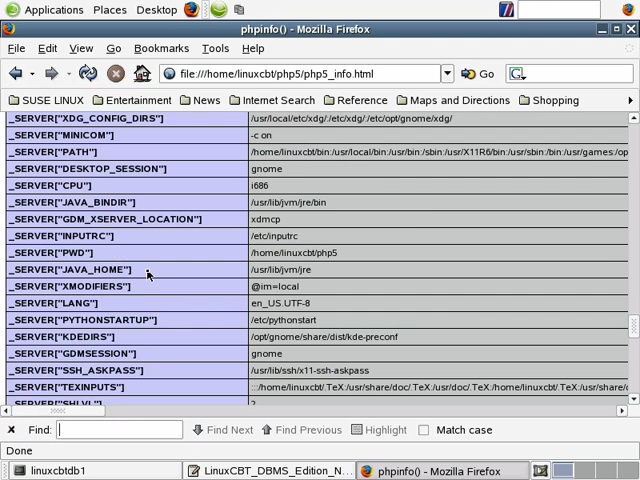 Applications Places Desktop
phpinfo() - Mozilla Firefox
File Edit View Go Bookmarks Tools Help
file:///home/linuxcbt/php5/php5_info.html Go G
SUSE LINUX Entertainment News Internet Search Reference Maps and Directions Shopping
_SERVER["XDG_CONFIG_DIRS"] /usr/local/etc/xdg/:/etc/xdg/:/etc/opt/gnome/xdg/
_SERVER["MINICOM"] -c on
_SERVER["PATH"] /home/linuxcbt/bin:/usr/local/bin:/usr/bin:/usr/X11R6/bin:/bin:/usr/games:/op
_SERVER["DESKTOP_SESSION"] gnome
_SERVER["CPU"] i686
_SERVER["JAVA_BINDIR"] /usr/lib/jvm/jre/bin
_SERVER["GDM_XSERVER_LOCATION"] xdmcp
_SERVER["INPUTRC"] /etc/inputrc
_SERVER["PWD"] /home/linuxcbt/php5
_SERVER["JAVA_HOME"] /usr/lib/jvm/jre
_SERVER["XMODIFIERS"] @im=local
_SERVER["LANG"] en_US.UTF-8
_SERVER["PYTHONSTARTUP"] /etc/pythonstart
_SERVER["KDEDIRS"] /opt/gnome/share/dist/kde-preconf
_SERVER["GDMSESSION"] gnome
_SERVER["SSH_ASKPASS"] /usr/lib/ssh/x11-ssh-askpass
_SERVER["TEXINPUTS"] :::/home/linuxcbt/.TeX:/usr/share/doc/.TeX:/usr/doc/.TeX:/home/linuxcbt/.TeX:/usr/share/
_SERVER["SHLVL"] 2
Find: Find Next Find Previous Highlight Match case
Done
linuxcbtdb1 LinuxCBT_DBMS_Edition_N... phpinfo() - Mozilla Firefox